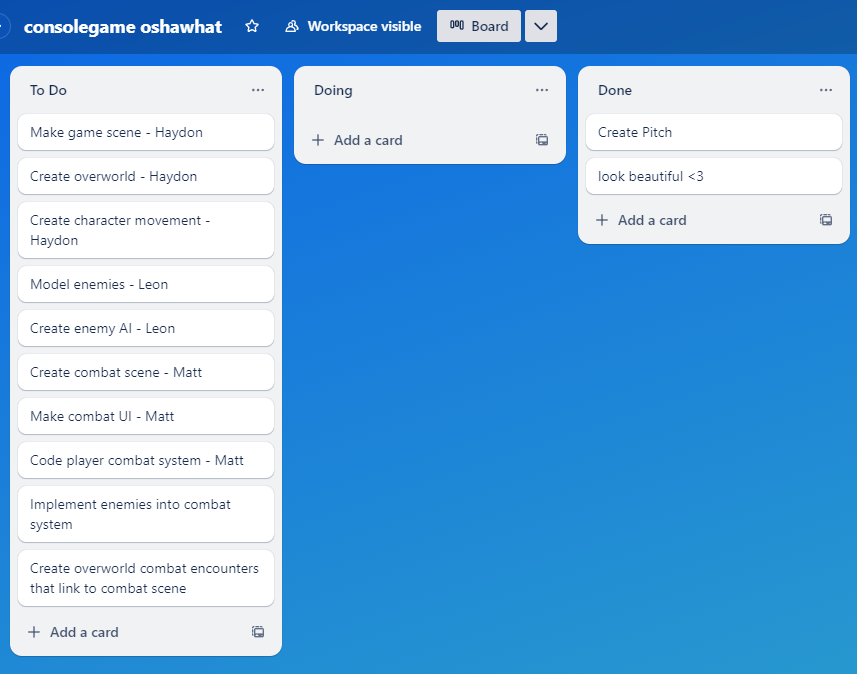 consolegame oshawhat
Workspace visible
Board
To Do
Make game scene - Haydon
Create overworld - Haydon
Create character movement -
Haydon
Model enemies - Leon
Create enemy AI - Leon
Create combat scene - Matt
Make combat UI - Matt
Code player combat system - Matt
Implement enemies into combat
system
Create overworld combat encounters
that link to combat scene
+ Add a card
Doing
+ Add a card
Done
Create Pitch
look beautiful <3
+ Add a card